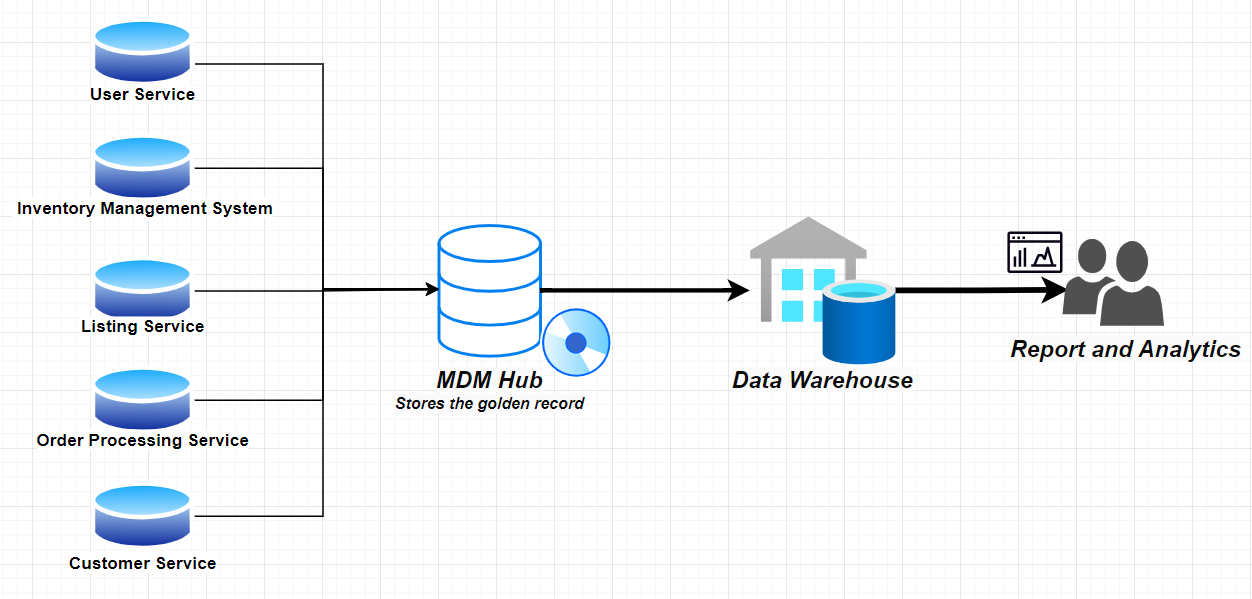 User Service
Inventory Management System
Listing Service
Order Processing Service
Customer Service
MDM Hub
Stores the golden record
Data Warehouse
Report and Analytics